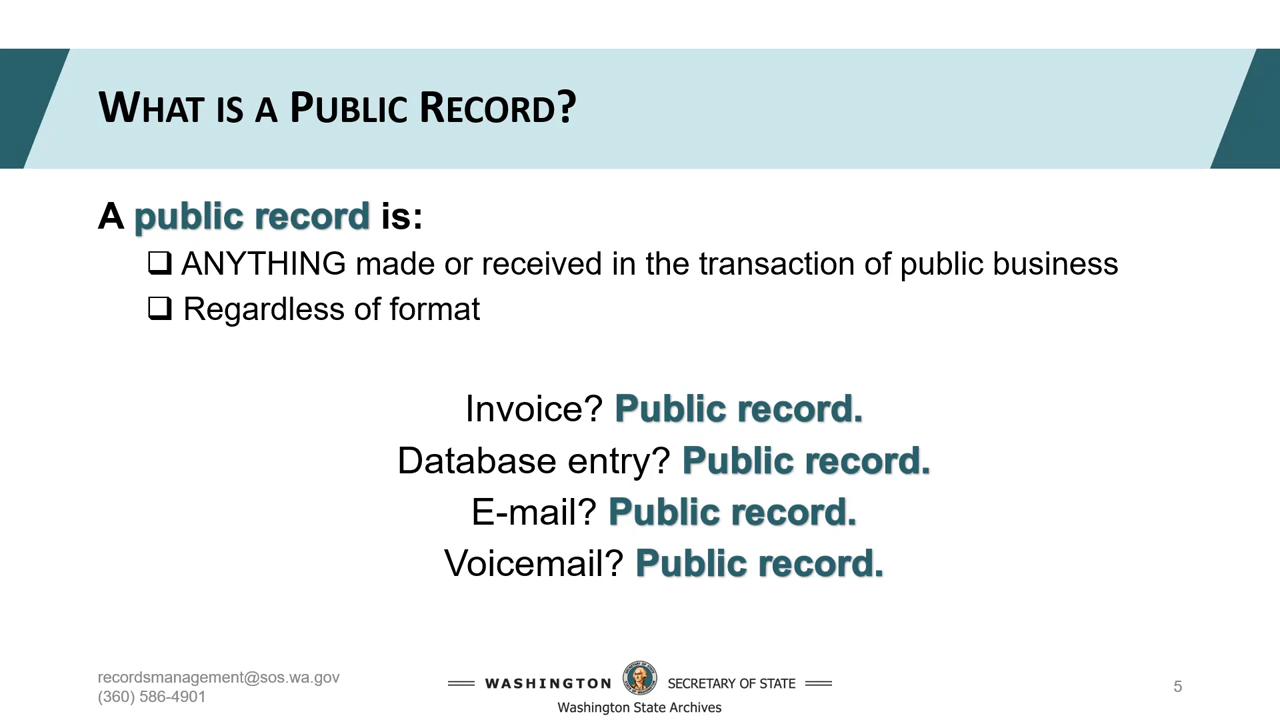 WHAT IS A PUBLIC RECORD?
A public record is:
❑ ANYTHING made or received in the transaction of public business
❑ Regardless of format
Invoice? Public record.
Database entry? Public record.
E-mail? Public record.
Voicemail? Public record.
recordsmanagement@sos.wa.gov
(360) 586-4901
WASHINGTON SECRETARY OF STATE
Washington State Archives
5